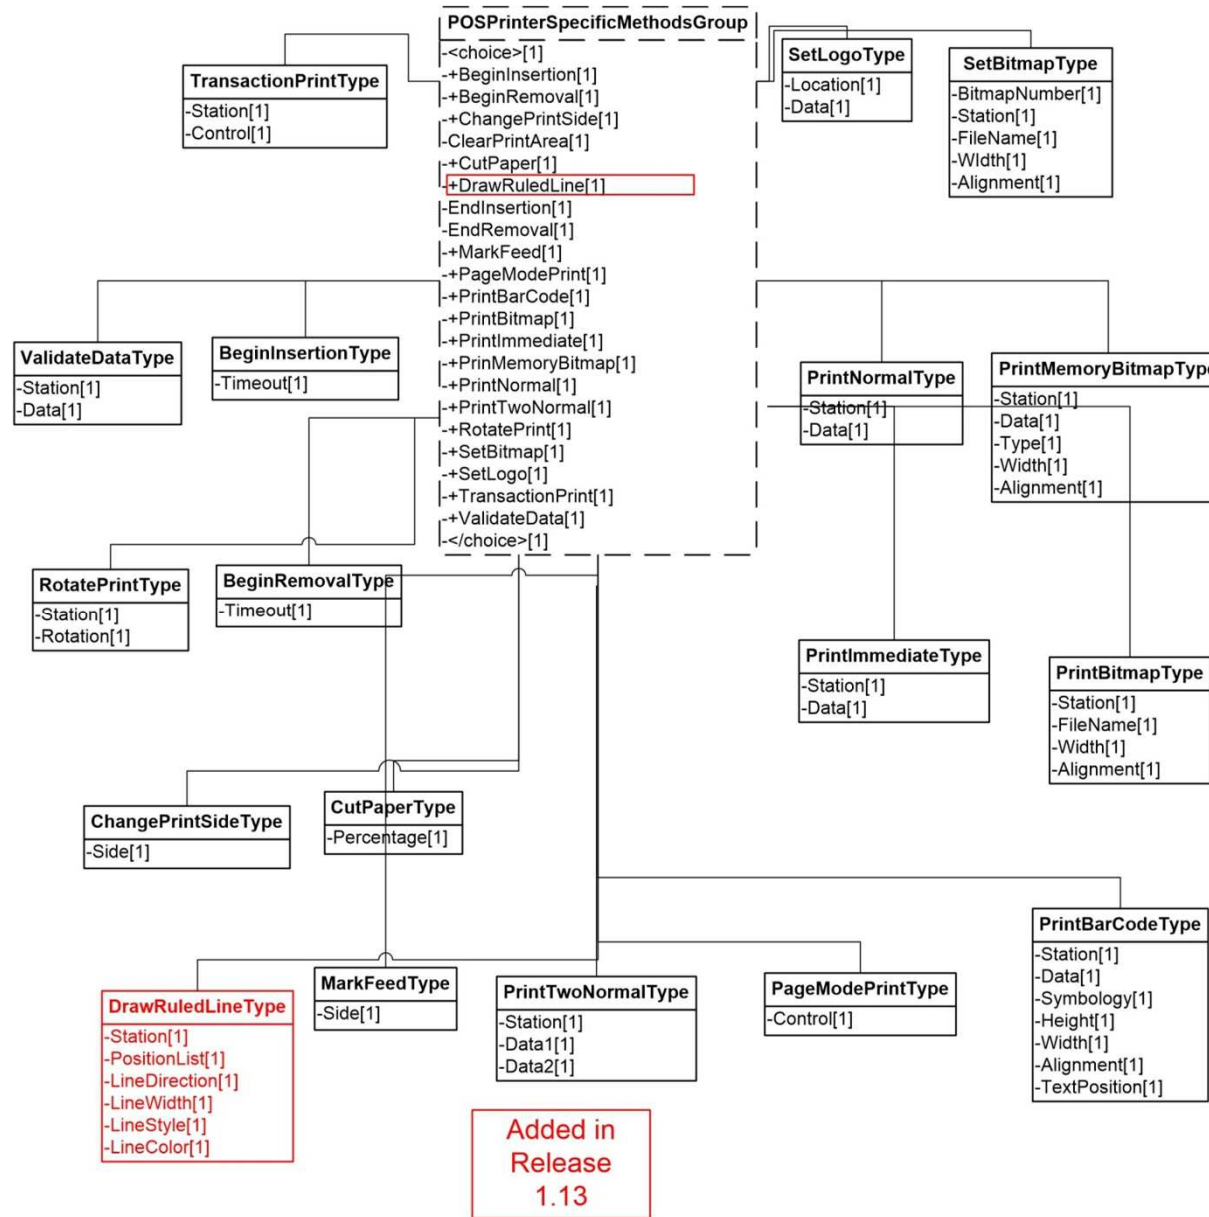 POSPrinterSpecificMethodsGroup
-<choice>[1]
-+BeginInsertion[1]
-+BeginRemoval[1]
-+ChangePrintSide[1]
-ClearPrintArea[1]
-+CutPaper[1]
-+DrawRuledLine[1]
-EndInsertion[1]
-EndRemoval[1]
-+MarkFeed[1]
-+PageModePrint[1]
-+PrintBarCode[1]
-+PrintBitmap[1]
-+PrintImmediate[1]
-+PrinMemoryBitmap[1]
-+PrintNormal[1]
-+PrintTwoNormal[1]
-+RotatePrint[1]
-+SetBitmap[1]
-+SetLogo[1]
-+TransactionPrint[1]
-+ValidateData[1]
-</choice>[1]
TransactionPrintType
-Station[1]
-Control[1]
SetLogoType
-Location[1]
-Data[1]
SetBitmapType
-BitmapNumber[1]
-Station[1]
-FileName[1]
-WIdth[1]
-Alignment[1]
ValidateDataType
-Station[1]
-Data[1]
BeginInsertionType
-Timeout[1]
PrintNormalType
-Station[1]
-Data[1]
PrintMemoryBitmapType
-Station[1]
-Data[1]
-Type[1]
-Width[1]
-Alignment[1]
RotatePrintType
-Station[1]
-Rotation[1]
BeginRemovalType
-Timeout[1]
PrintImmediateType
-Station[1]
-Data[1]
PrintBitmapType
-Station[1]
-FileName[1]
-Width[1]
-Alignment[1]
ChangePrintSideType
-Side[1]
CutPaperType
-Percentage[1]
DrawRuledLineType
-Station[1]
-PositionList[1]
-LineDirection[1]
-LineWidth[1]
-LineStyle[1]
-LineColor[1]
MarkFeedType
-Side[1]
PrintTwoNormalType
-Station[1]
-Data1[1]
-Data2[1]
PageModePrintType
-Control[1]
PrintBarCodeType
-Station[1]
-Data[1]
-Symbology[1]
-Height[1]
-Width[1]
-Alignment[1]
-TextPosition[1]
Added in
Release
1.13